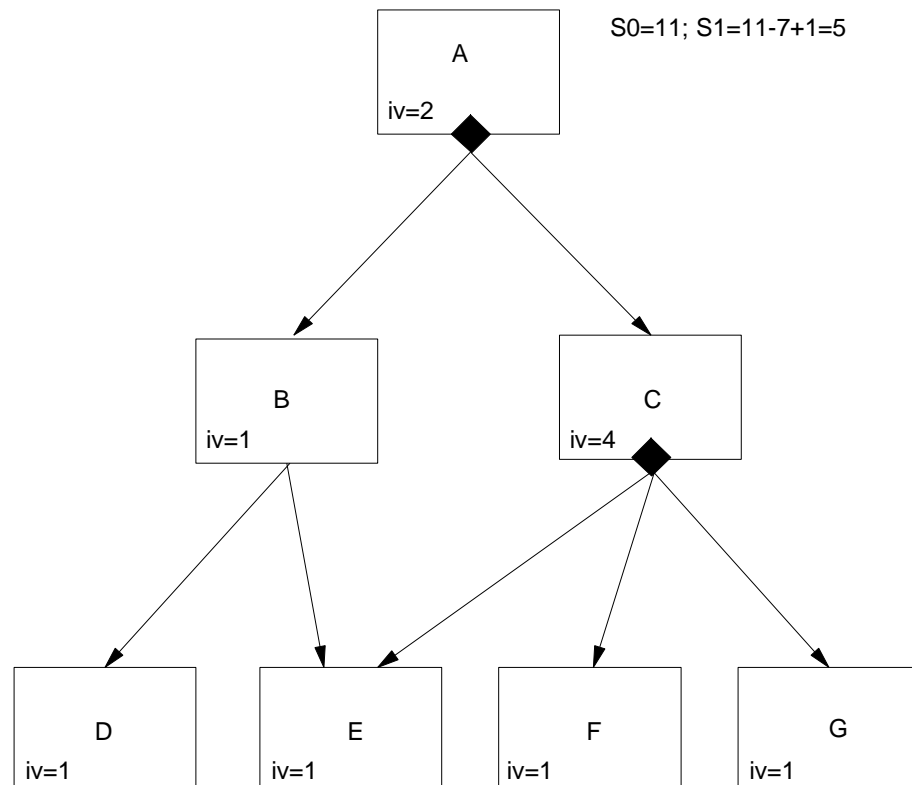 S0=11; S1=11-7+1=5
A
iv=2
B
iv=1
C
iv=4
D
iv=1
E
iv=1
F
iv=1
G
iv=1